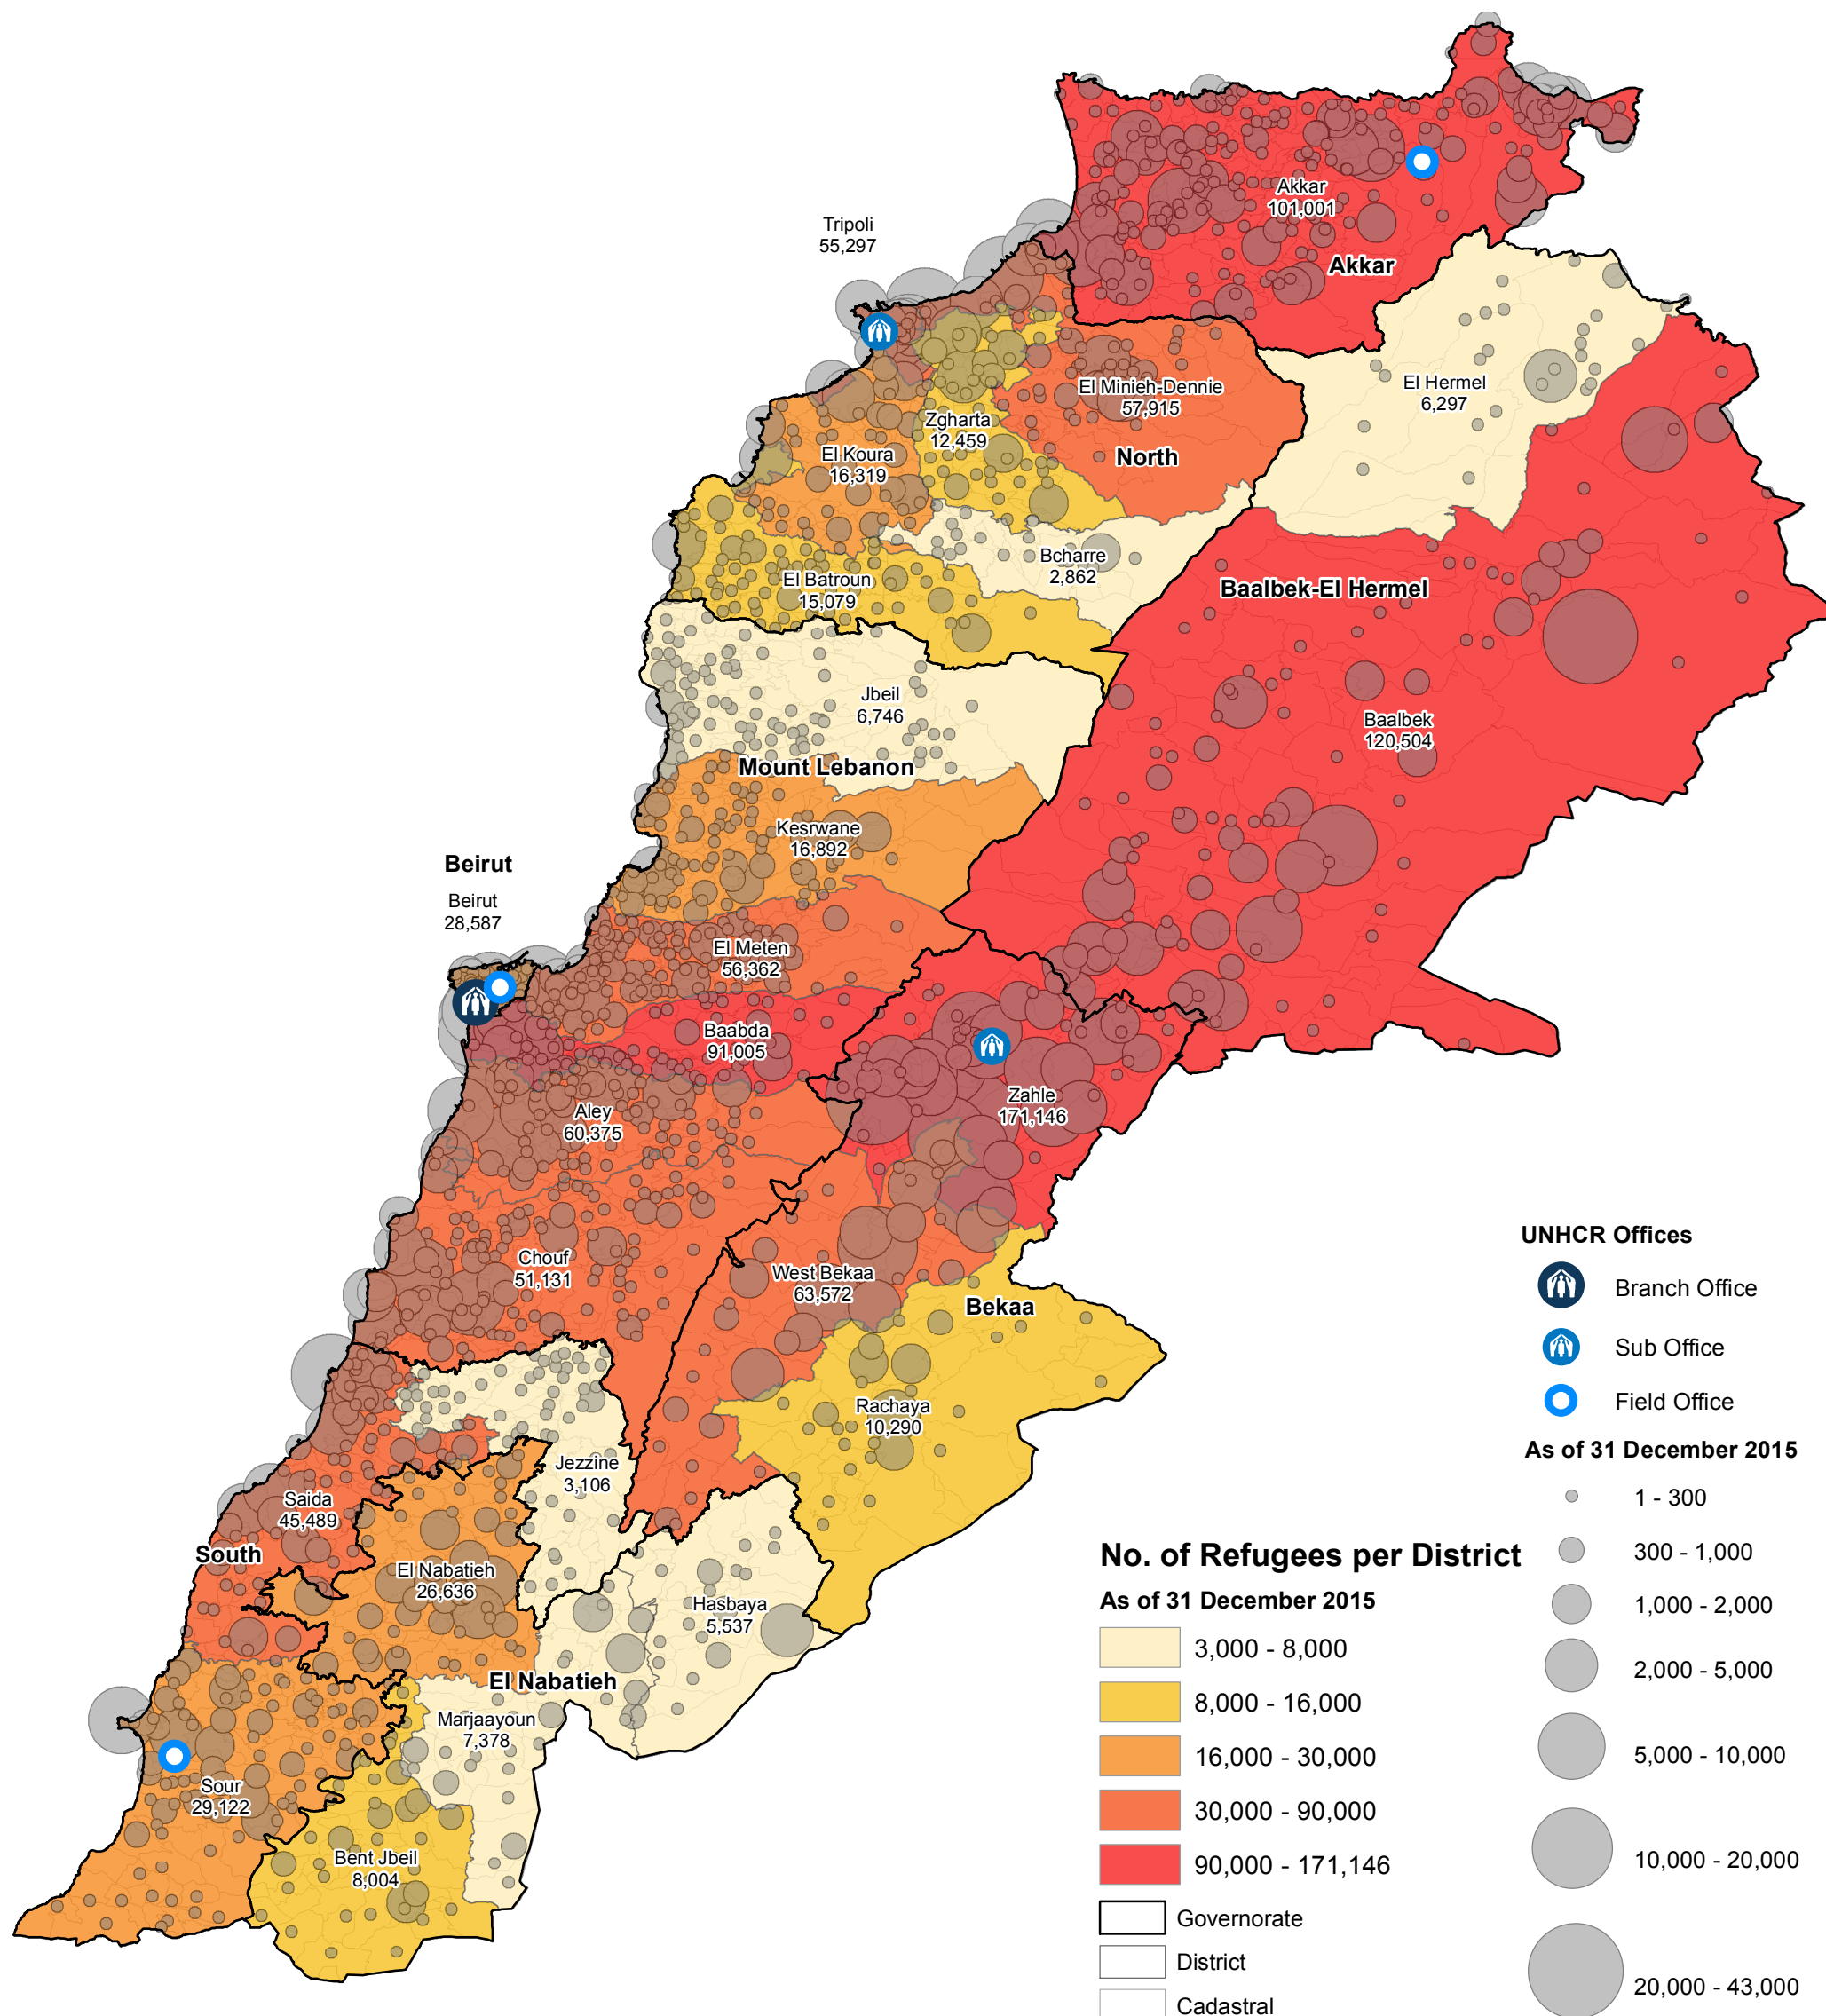 Akkar
101,001
Akkar
Tripoli
55,297
El Hermel
6,297
El Minieh-Dennie
57,915
Zgharta
12,459
North
El Koura
16,319
Bcharre
2,862
El Batroun
15,079
Baalbek-El Hermel
Jbeil
6,746
Baalbek
120,504
Mount Lebanon
Kesrwane
16,892
Beirut
Beirut
28,587
El Meten
56,362
Baabda
91,005
Zahle
171,146
Aley
60,375
Chouf
51,131
West Bekaa
63,572
Bekaa
Rachaya
10,290
Jezzine
3,106
Saida
45,489
South
El Nabatieh
26,636
Hasbaya
5,537
El Nabatieh
Marjaayoun
7,378
Sour
29,122
Bent Jbeil
8,004
UNHCR Offices
Branch Office
Sub Office
Field Office
As of 31 December 2015
1 - 300
300 - 1,000
1,000 - 2,000
2,000 - 5,000
5,000 - 10,000
10,000 - 20,000
20,000 - 43,000
No. of Refugees per District
As of 31 December 2015
3,000 - 8,000
8,000 - 16,000
16,000 - 30,000
30,000 - 90,000
90,000 - 171,146
Governorate
District
Cadastral